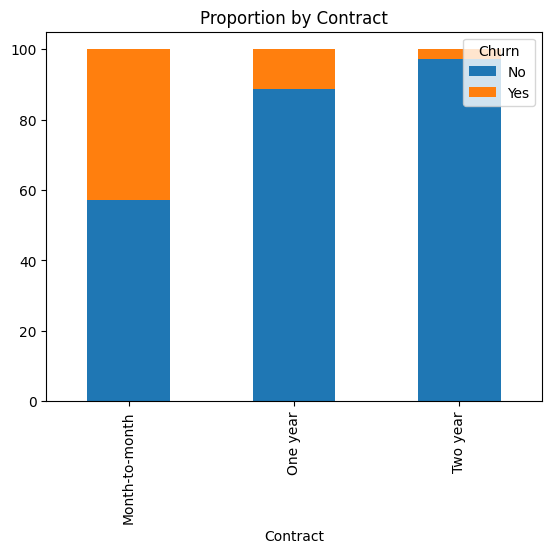 Proportion by Contract
Churn
No
Yes
100
80
60
40
20
0
Month-to-month
One year
Two year
Contract